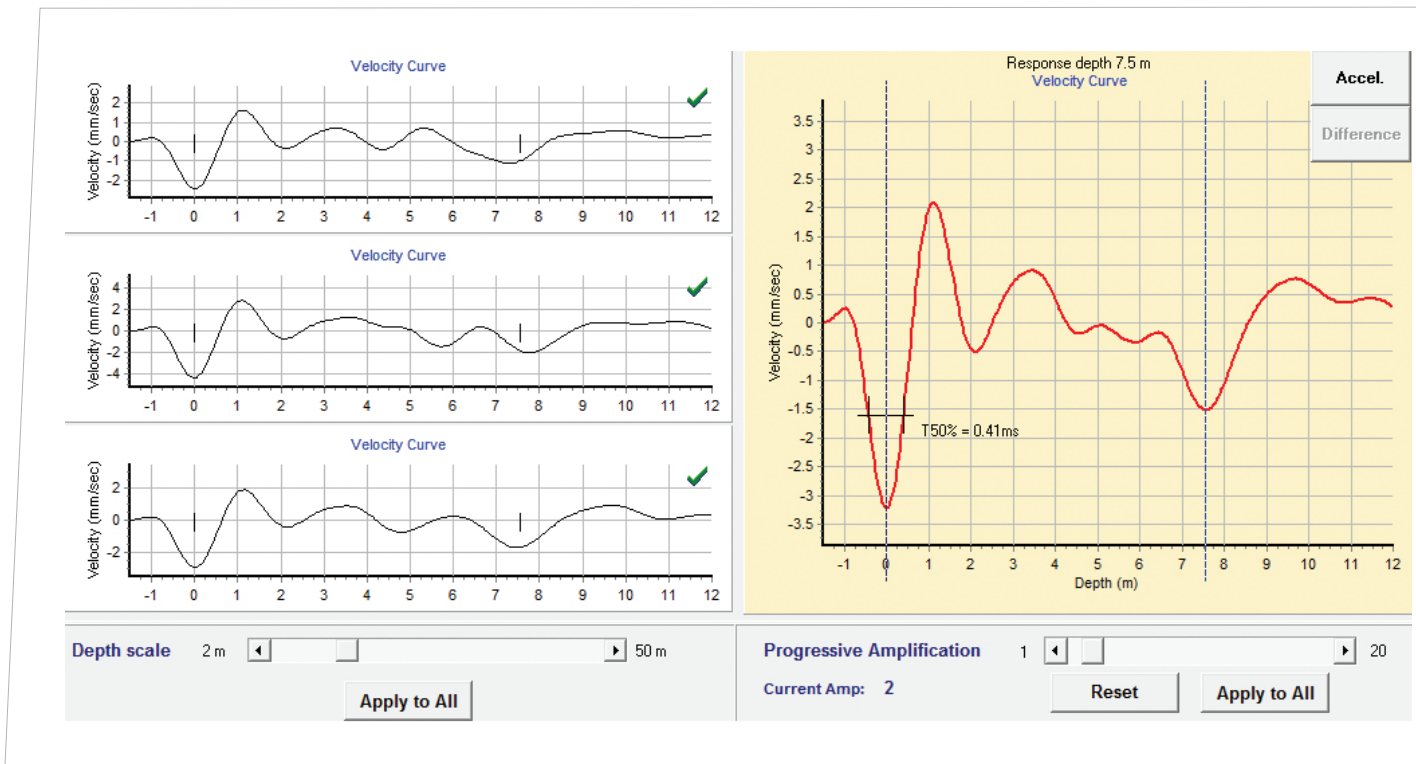 Velocity Curve
Velocity (mm/sec)
2
1
0
-1
-2
-1 0 1 2 3 4 5 6 7 8 9 10 11 12
Velocity Curve
Velocity (mm/sec)
4
2
0
-2
-4
-1 0 1 2 3 4 5 6 7 8 9 10 11 12
Velocity Curve
Velocity (mm/sec)
2
0
-2
-1 0 1 2 3 4 5 6 7 8 9 10 11 12
Depth scale 2 m 50 m
Apply to All
Response depth 7.5 m
Velocity Curve
Accel.
Difference
Velocity (mm/sec)
3.5
3
2.5
2
1.5
1
0.5
0
-0.5
-1
-1.5
-2
-2.5
-3
-3.5
T50% = 0.41ms
-1 0 1 2 3 4 5 6 7 8 9 10 11 12
Depth (m)
Progressive Amplification 1 20
Current Amp: 2
Reset
Apply to All